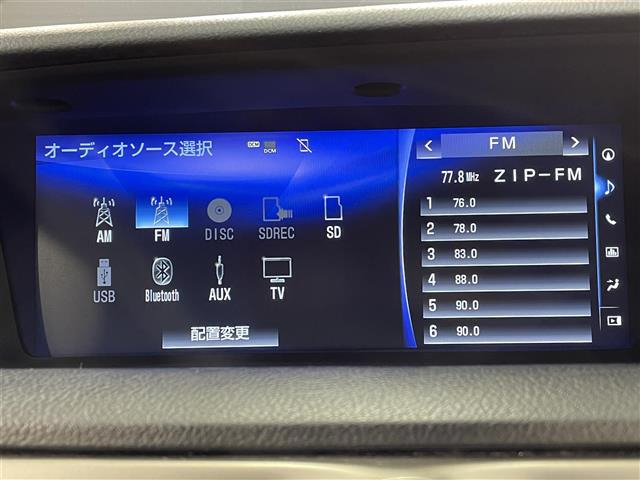 オーディオソース選択
DCM
DCM
AM
FM
DISC
SDREC
SD
USB
Bluetooth
AUX
TV
配置変更
< FM >
77.8MHz ZIP-FM
1 76.0
2 78.0
3 83.0
4 88.0
5 90.0
6 90.0